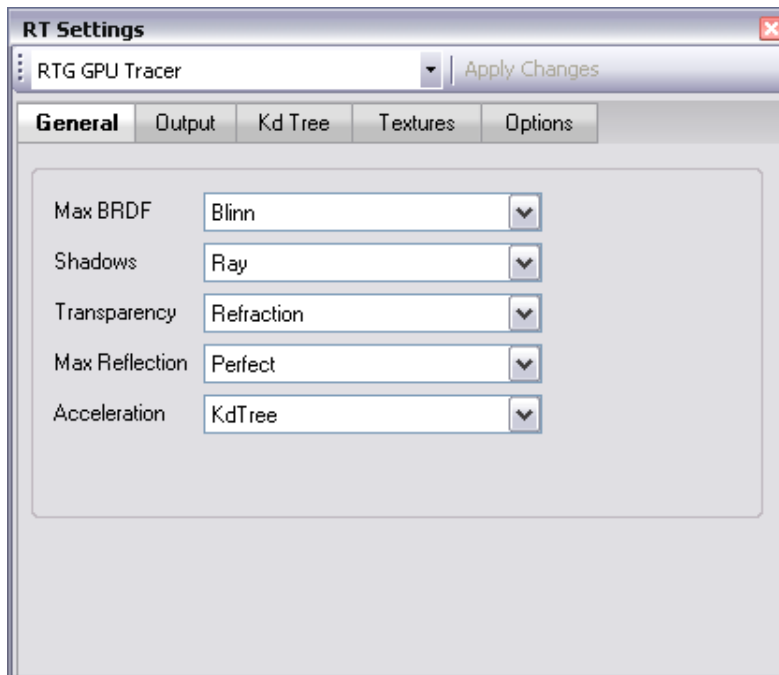 RT Settings
RTG GPU Tracer Apply Changes
General Output Kd Tree Textures Options
Max BRDF Blinn
Shadows Ray
Transparency Refraction
Max Reflection Perfect
Acceleration KdTree